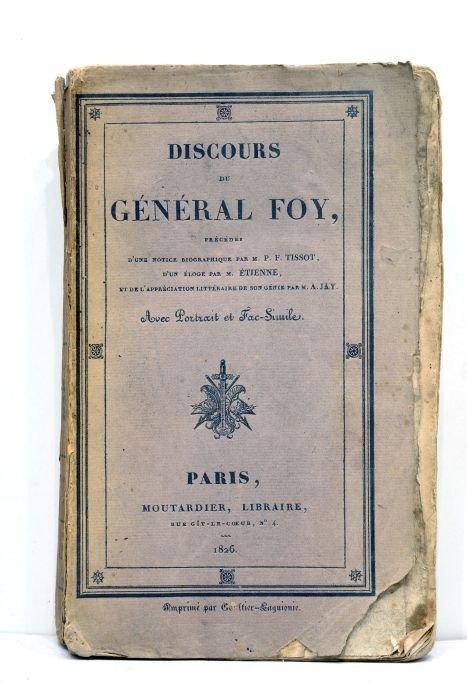 DISCOURS
DU
GÉNÉRAL FOY,
PRÉCÉDÉS
D'UNE NOTICE BIOGRAPHIQUE PAR M. P. F. TISSOT,
D'UN ÉLOGE PAR M. ÉTIENNE,
ET DE L'APPRÉCIATION LITTÉRAIRE DE SON GÉNIE PAR M. A. JAY.
Avec Portrait et Fac-Simile.
PARIS,
MOUTARDIER, LIBRAIRE,
RUE GÎT-LE-CŒUR, N° 4.
1826.
Imprimé par Gaultier-Laguionie.